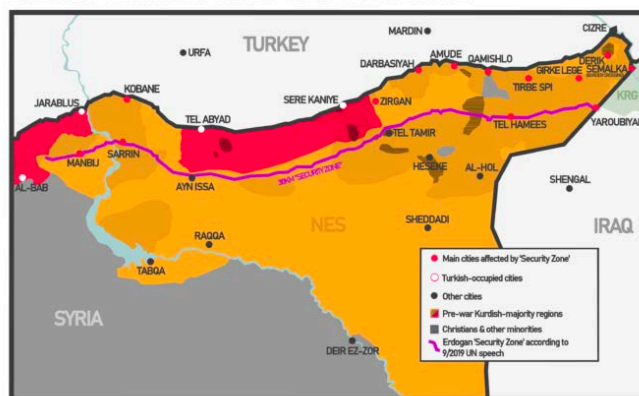 CIZRE
MARDIN
TURKEY
URFA
AMUDE
DARBASIYAH
QAMISHLO
DERIK
GIRKE LEGE
SEMALKA
TIRBE SPI
KOBANE
JARABLUS
SERE KANIYE
ZIRGAN
KRG
TEL ABYAD
TEL HAMEES
YAROUBIYAH
TEL TAMIR
SARRIN
MANBIJ
30KM "SECURITY ZONE"
HESEKE
AL-HOL
AL-BAB
AYN ISSA
SHENGAL
NES
SHEDDADI
IRAQ
RAQQA
TABQA
SYRIA
DEIR EZ-ZOR
Main cities affected by 'Security Zone'
Turkish-occupied cities
Other cities
Pre-war Kurdish-majority regions
Christians & other minorities
Erdogan 'Security Zone' according to
9/2019 UN speech